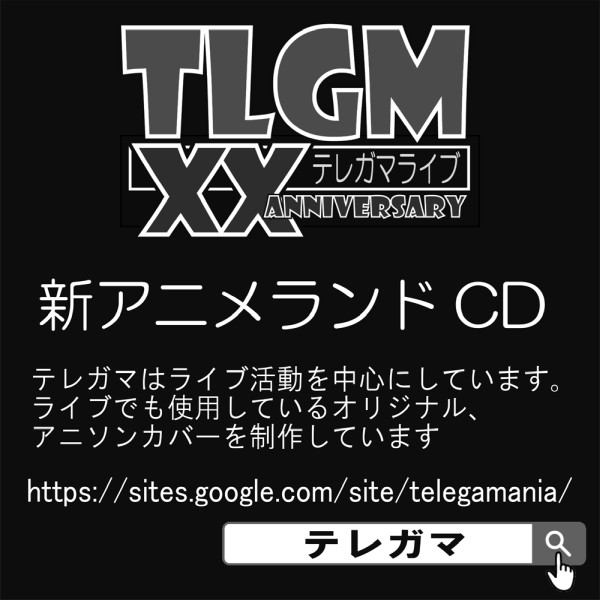 TLGM
XX
テレガマライブ
ANNIVERSARY
新アニメランド CD
テレガマはライブ活動を中心にしています。
ライブでも使用しているオリジナル、
アニソンカバーを制作しています
https://sites.google.com/site/telegamania/
テレガマ